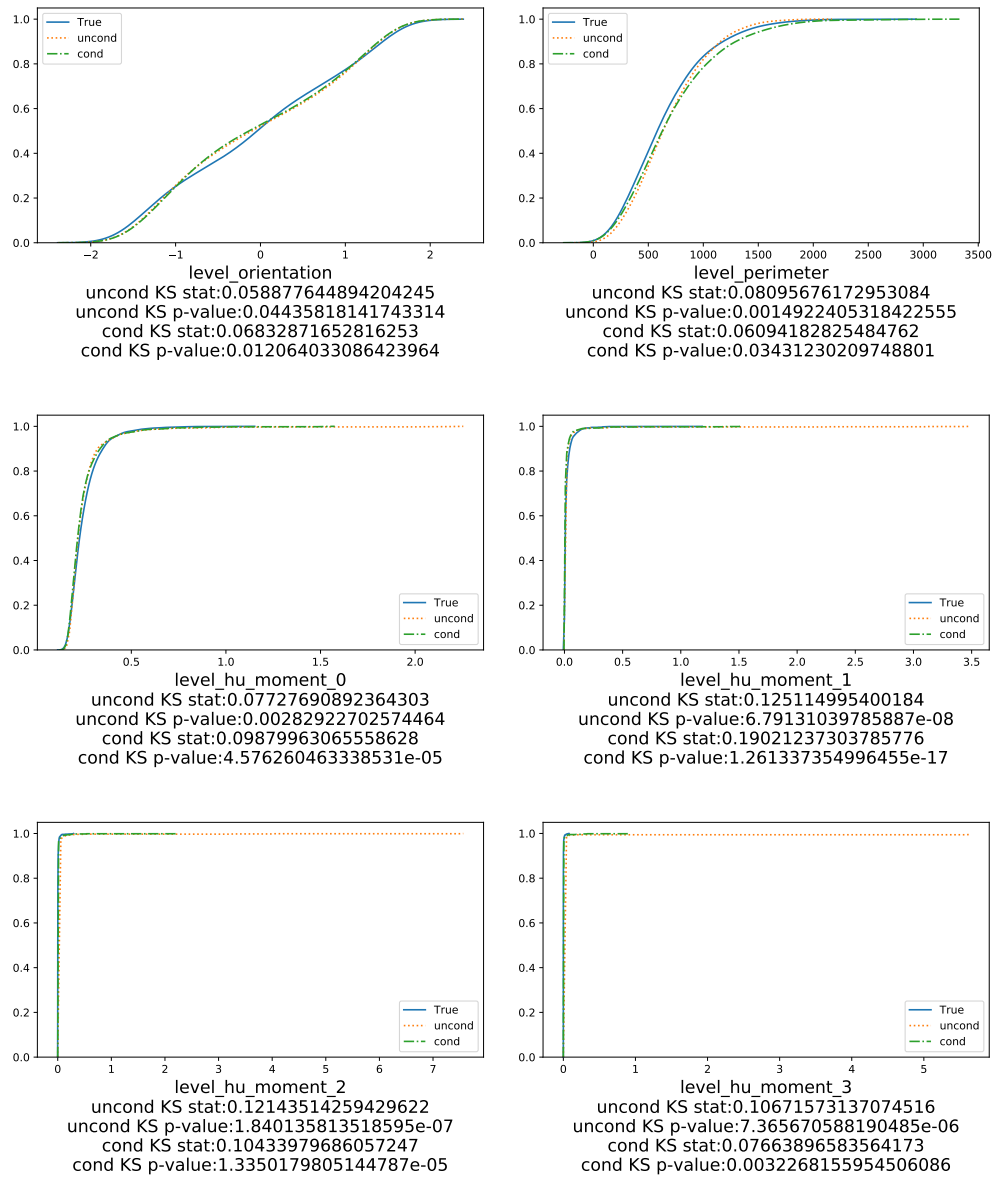 True
uncond
cond
1.0
0.8
0.6
0.4
0.2
0.0
−2 −1 0 1 2
level_orientation
uncond KS stat:0.058877644894204245
uncond KS p-value:0.04435818141743314
cond KS stat:0.06832871652816253
cond KS p-value:0.012064033086423964
True
uncond
cond
1.0
0.8
0.6
0.4
0.2
0.0
0 500 1000 1500 2000 2500 3000 3500
level_perimeter
uncond KS stat:0.08095676172953084
uncond KS p-value:0.0014922405318422555
cond KS stat:0.06094182825484762
cond KS p-value:0.03431230209748801
1.0
0.8
0.6
0.4
0.2
0.0
True
uncond
cond
0.5 1.0 1.5 2.0
level_hu_moment_0
uncond KS stat:0.07727690892364303
uncond KS p-value:0.00282922702574464
cond KS stat:0.09879963065558628
cond KS p-value:4.576260463338531e-05
1.0
0.8
0.6
0.4
0.2
0.0
True
uncond
cond
0.0 0.5 1.0 1.5 2.0 2.5 3.0 3.5
level_hu_moment_1
uncond KS stat:0.125114995400184
uncond KS p-value:6.79131039785887e-08
cond KS stat:0.19021237303785776
cond KS p-value:1.261337354996455e-17
1.0
0.8
0.6
0.4
0.2
0.0
True
uncond
cond
0 1 2 3 4 5 6 7
level_hu_moment_2
uncond KS stat:0.12143514259429622
uncond KS p-value:1.840135813518595e-07
cond KS stat:0.10433979686057247
cond KS p-value:1.3350179805144787e-05
1.0
0.8
0.6
0.4
0.2
0.0
True
uncond
cond
0 1 2 3 4 5
level_hu_moment_3
uncond KS stat:0.10671573137074516
uncond KS p-value:7.365670588190485e-06
cond KS stat:0.07663896583564173
cond KS p-value:0.0032268155954506086